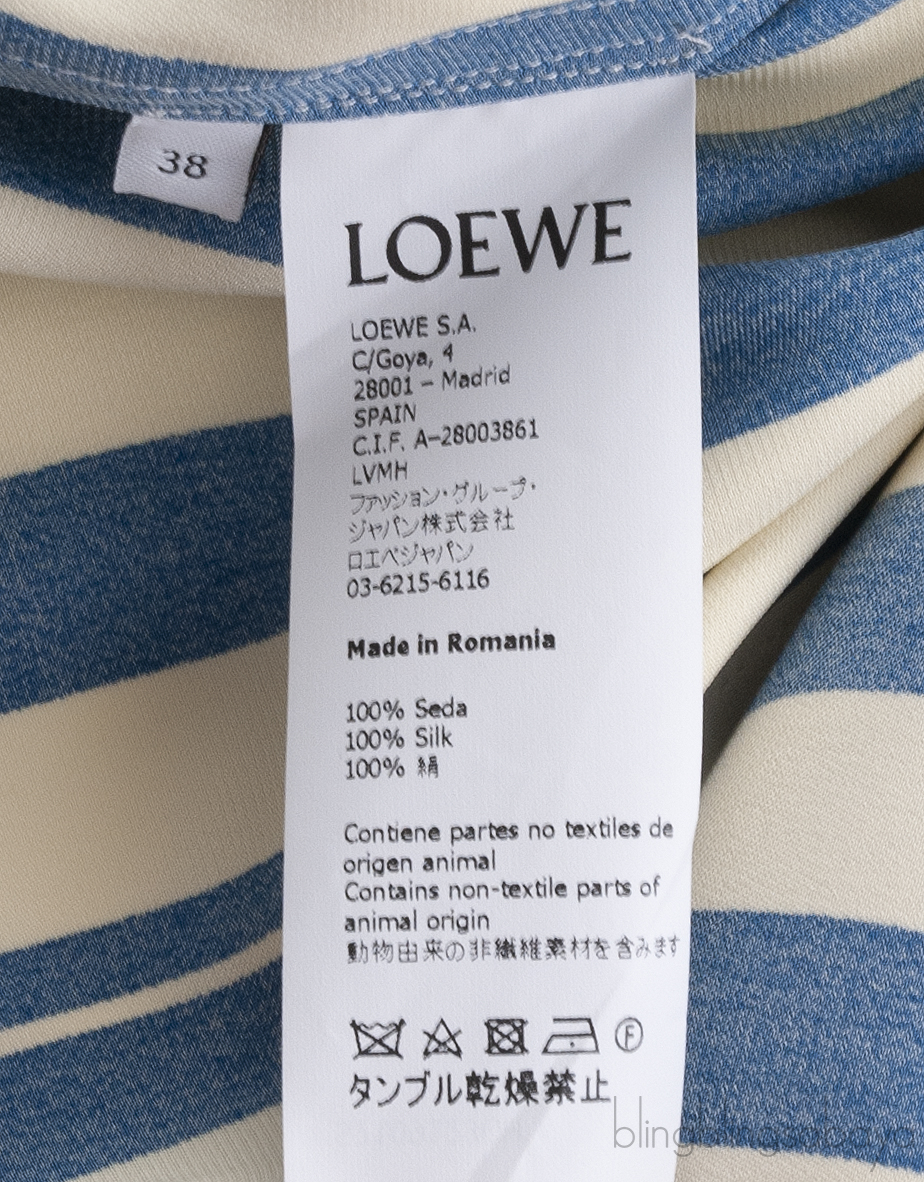 38
LOEWE
LOEWE S.A.
C/Goya, 4
28001 – Madrid
SPAIN
C.I.F. A-28003861
LVMH
ファッション・グループ・
ジャパン株式会社
ロエベジャパン
03-6215-6116
Made in Romania
100% Seda
100% Silk
100% 絹
Contiene partes no textiles de
origen animal
Contains non-textile parts of
animal origin
動物由来の非繊維素材を含みます
F
タンブル乾燥禁止